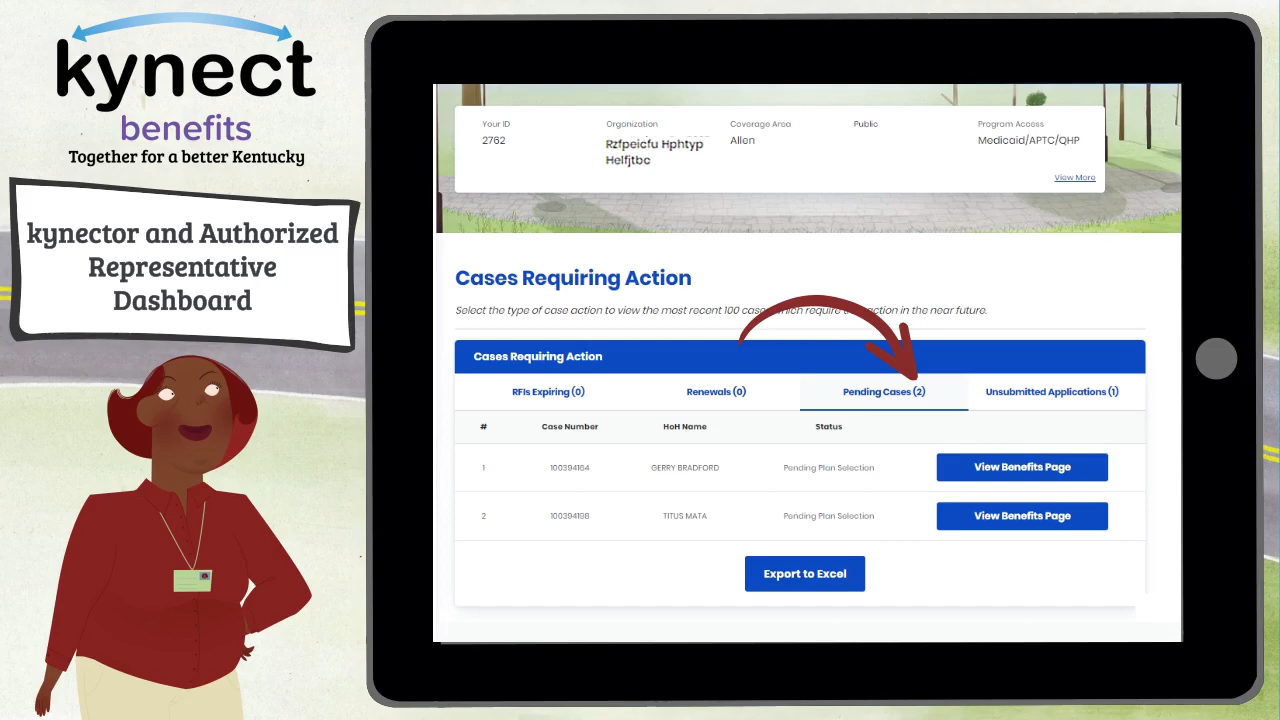 kynect
benefits
Together for a better Kentucky
kynector and Authorized
Representative
Dashboard
Your ID
2762
Organization
Rzfpeicfu Hphtyp
Helfjtbc
Coverage Area
Allen
Public
Program Access
Medicaid/APTC/QHP
View More
Cases Requiring Action
Select the type of case action to view the most recent 100 cases which require action in the near future.
Cases Requiring Action
RFIs Expiring (0) Renewals (0) Pending Cases (2) Unsubmitted Applications (1)
# Case Number HoH Name Status
1 100394164 GERRY BRADFORD Pending Plan Selection View Benefits Page
2 100394198 TITUS MATA Pending Plan Selection View Benefits Page
Export to Excel